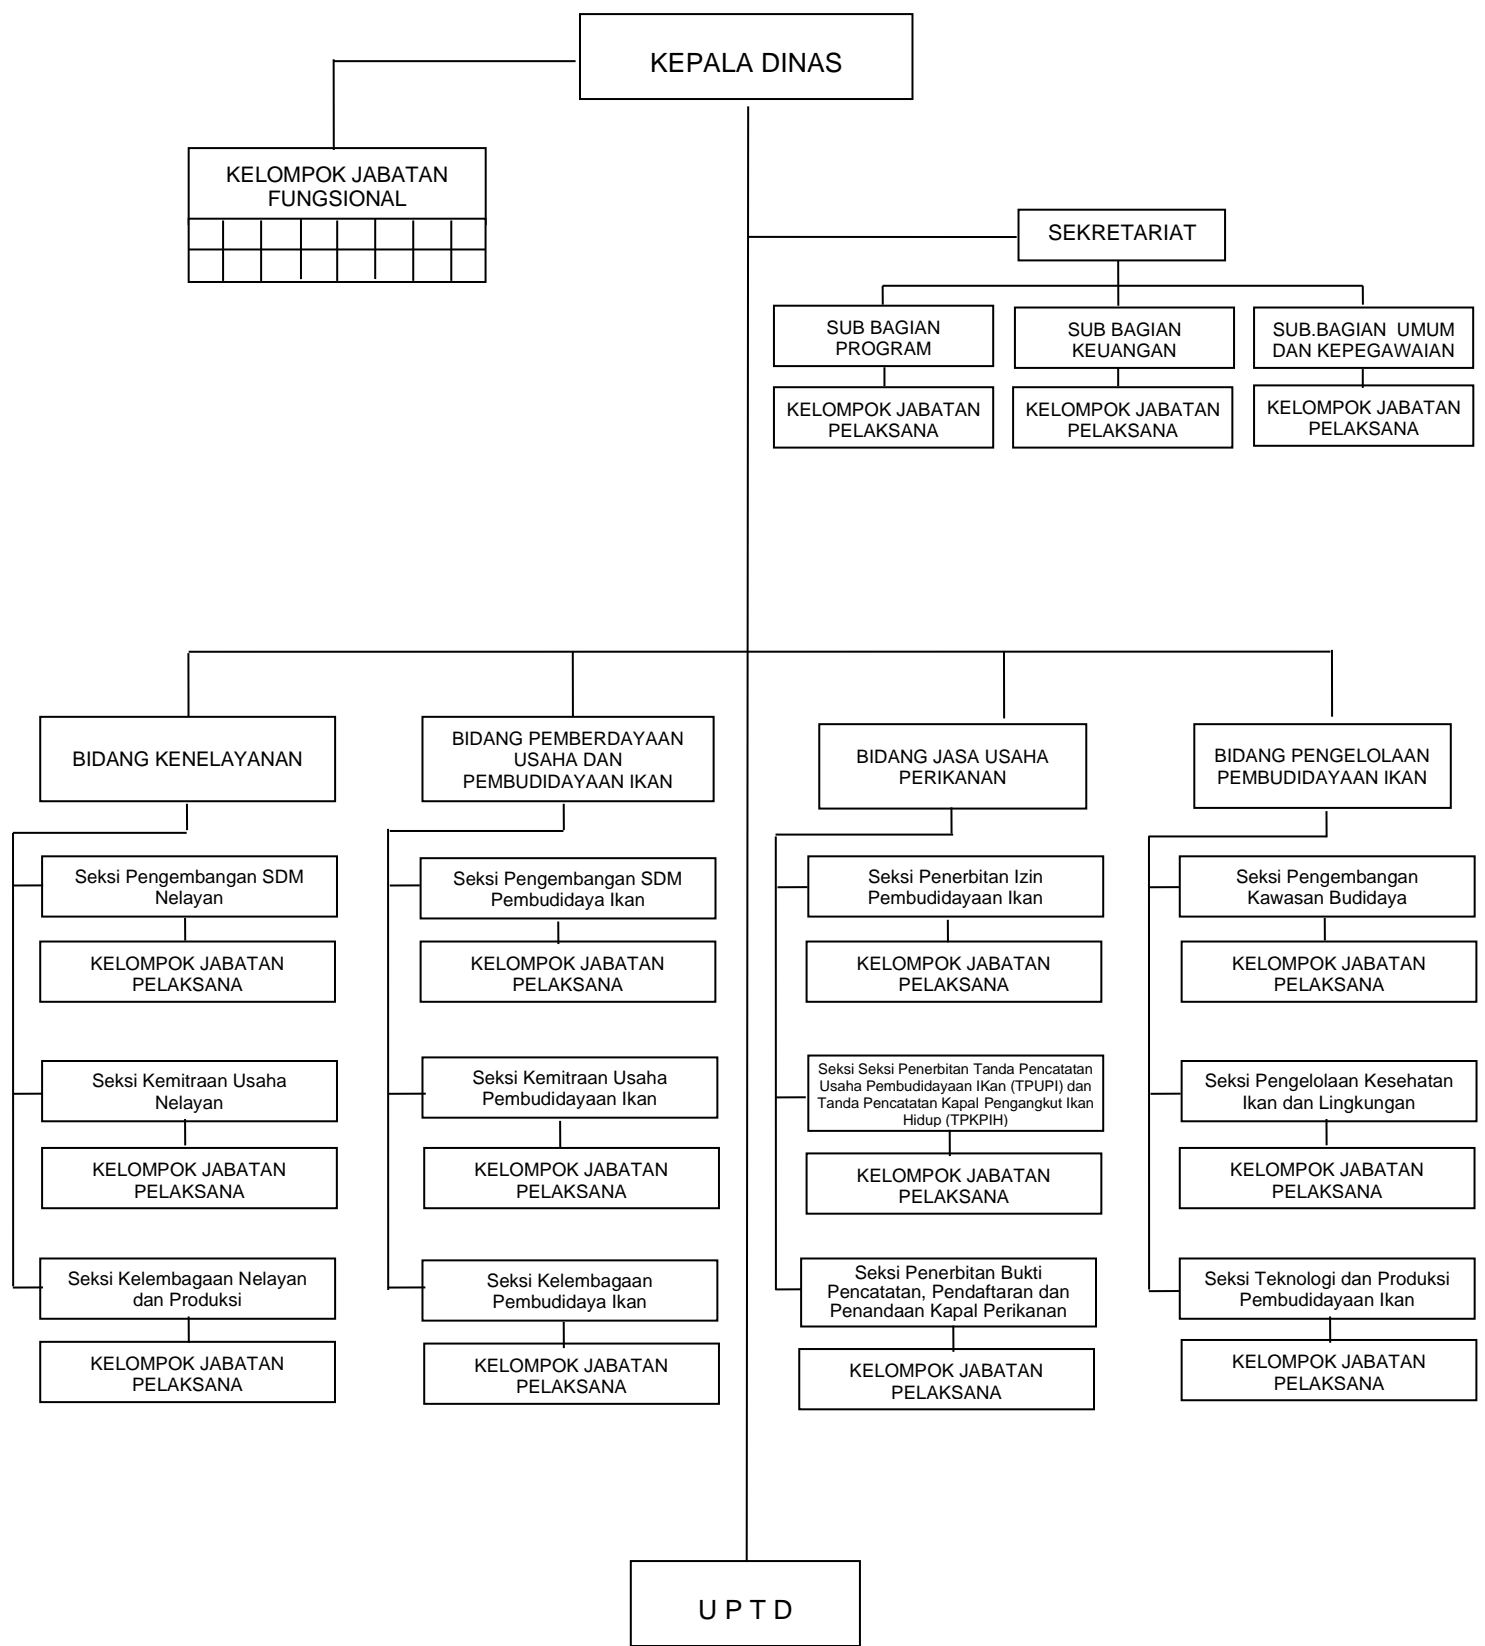 KEPALA DINAS
KELOMPOK JABATAN
FUNGSIONAL
SEKRETARIAT
SUB BAGIAN
PROGRAM
SUB BAGIAN
KEUANGAN
SUB.BAGIAN UMUM
DAN KEPEGAWAIAN
KELOMPOK JABATAN
PELAKSANA
KELOMPOK JABATAN
PELAKSANA
KELOMPOK JABATAN
PELAKSANA
BIDANG KENELAYANAN
BIDANG PEMBERDAYAAN
USAHA DAN
PEMBUDIDAYAAN IKAN
BIDANG JASA USAHA
PERIKANAN
BIDANG PENGELOLAAN
PEMBUDIDAYAAN IKAN
Seksi Pengembangan SDM
Nelayan
Seksi Pengembangan SDM
Pembudidaya Ikan
Seksi Penerbitan Izin
Pembudidayaan Ikan
Seksi Pengembangan
Kawasan Budidaya
KELOMPOK JABATAN
PELAKSANA
KELOMPOK JABATAN
PELAKSANA
KELOMPOK JABATAN
PELAKSANA
KELOMPOK JABATAN
PELAKSANA
Seksi Kemitraan Usaha
Nelayan
Seksi Kemitraan Usaha
Pembudidayaan Ikan
Seksi Seksi Penerbitan Tanda Pencatatan
Usaha Pembudidayaan IKan (TPUPI) dan
Tanda Pencatatan Kapal Pengangkut Ikan
Hidup (TPKPIH)
Seksi Pengelolaan Kesehatan
Ikan dan Lingkungan
KELOMPOK JABATAN
PELAKSANA
KELOMPOK JABATAN
PELAKSANA
KELOMPOK JABATAN
PELAKSANA
KELOMPOK JABATAN
PELAKSANA
Seksi Kelembagaan Nelayan
dan Produksi
Seksi Kelembagaan
Pembudidaya Ikan
Seksi Penerbitan Bukti
Pencatatan, Pendaftaran dan
Penandaan Kapal Perikanan
Seksi Teknologi dan Produksi
Pembudidayaan Ikan
KELOMPOK JABATAN
PELAKSANA
KELOMPOK JABATAN
PELAKSANA
KELOMPOK JABATAN
PELAKSANA
KELOMPOK JABATAN
PELAKSANA
U P T D